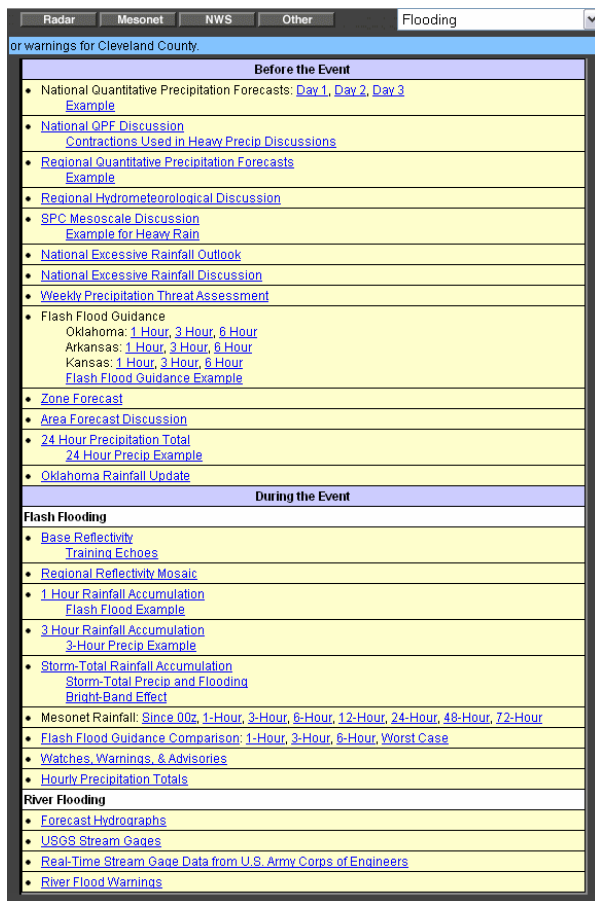 Radar Mesonet NWS Other Flooding
or warnings for Cleveland County.
Before the Event
• National Quantitative Precipitation Forecasts: Day 1, Day 2, Day 3
Example
• National QPF Discussion
Contractions Used in Heavy Precip Discussions
• Regional Quantitative Precipitation Forecasts
Example
• Regional Hydrometeorological Discussion
• SPC Mesoscale Discussion
Example for Heavy Rain
• National Excessive Rainfall Outlook
• National Excessive Rainfall Discussion
• Weekly Precipitation Threat Assessment
• Flash Flood Guidance
Oklahoma: 1 Hour, 3 Hour, 6 Hour
Arkansas: 1 Hour, 3 Hour, 6 Hour
Kansas: 1 Hour, 3 Hour, 6 Hour
Flash Flood Guidance Example
• Zone Forecast
• Area Forecast Discussion
• 24 Hour Precipitation Total
24 Hour Precip Example
• Oklahoma Rainfall Update
During the Event
Flash Flooding
• Base Reflectivity
Training Echoes
• Regional Reflectivity Mosaic
• 1 Hour Rainfall Accumulation
Flash Flood Example
• 3 Hour Rainfall Accumulation
3-Hour Precip Example
• Storm-Total Rainfall Accumulation
Storm-Total Precip and Flooding
Bright-Band Effect
• Mesonet Rainfall: Since 00z, 1-Hour, 3-Hour, 6-Hour, 12-Hour, 24-Hour, 48-Hour, 72-Hour
• Flash Flood Guidance Comparison: 1-Hour, 3-Hour, 6-Hour, Worst Case
• Watches, Warnings, & Advisories
• Hourly Precipitation Totals
River Flooding
• Forecast Hydrographs
• USGS Stream Gages
• Real-Time Stream Gage Data from U.S. Army Corps of Engineers
• River Flood Warnings